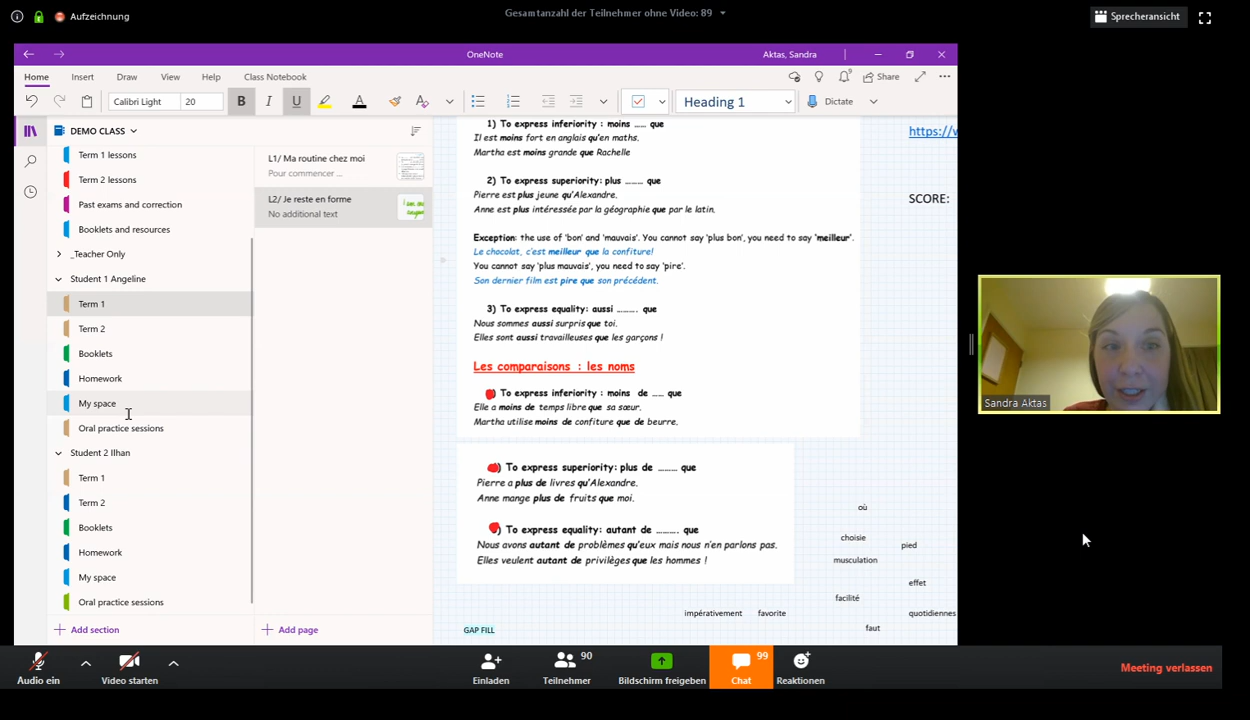 Aufzeichnung
Gesamtanzahl der Teilnehmer ohne Video: 89
Sprecheransicht
OneNote
Aktas, Sandra
Home Insert Draw View Help Class Notebook
Share
Calibri Light 20 B I U A Heading 1 Dictate
DEMO CLASS
Term 1 lessons
Term 2 lessons
Past exams and correction
Booklets and resources
_Teacher Only
Student 1 Angeline
Term 1
Term 2
Booklets
Homework
My space
Oral practice sessions
Student 2 Ilhan
Term 1
Term 2
Booklets
Homework
My space
Oral practice sessions
Add section
L1/ Ma routine chez moi
Pour commencer ...
L2/ Je reste en forme
No additional text
Add page
1) To express inferiority : moins ...... que
Il est moins fort en anglais qu'en maths.
Martha est moins grande que Rachelle
2) To express superiority: plus ......... que
Pierre est plus jeune qu'Alexandre.
Anne est plus intéressée par la géographie que par le latin.
Exception: the use of 'bon' and 'mauvais'. You cannot say 'plus bon', you need to say 'meilleur'.
Le chocolat, c'est meilleur que la confiture!
You cannot say 'plus mauvais', you need to say 'pire'.
Son dernier film est pire que son précédent.
3) To express equality: aussi .......... que
Nous sommes aussi surpris que toi.
Elles sont aussi travailleuses que les garçons !
Les comparaisons : les noms
) To express inferiority : moins de ...... que
Elle a moins de temps libre que sa sœur.
Martha utilise moins de confiture que de beurre.
) To express superiority: plus de ......... que
Pierre a plus de livres qu'Alexandre.
Anne mange plus de fruits que moi.
) To express equality: autant de .......... que
Nous avons autant de problèmes qu'eux mais nous n'en parlons pas.
Elles veulent autant de privilèges que les hommes !
https://w
SCORE:
où
choisie
pied
musculation
effet
facilité
impérativement
favorite
quotidiennes
faut
GAP FILL
Sandra Aktas
Audio ein
Video starten
Einladen
90
Teilnehmer
Bildschirm freigeben
99
Chat
Reaktionen
Meeting verlassen